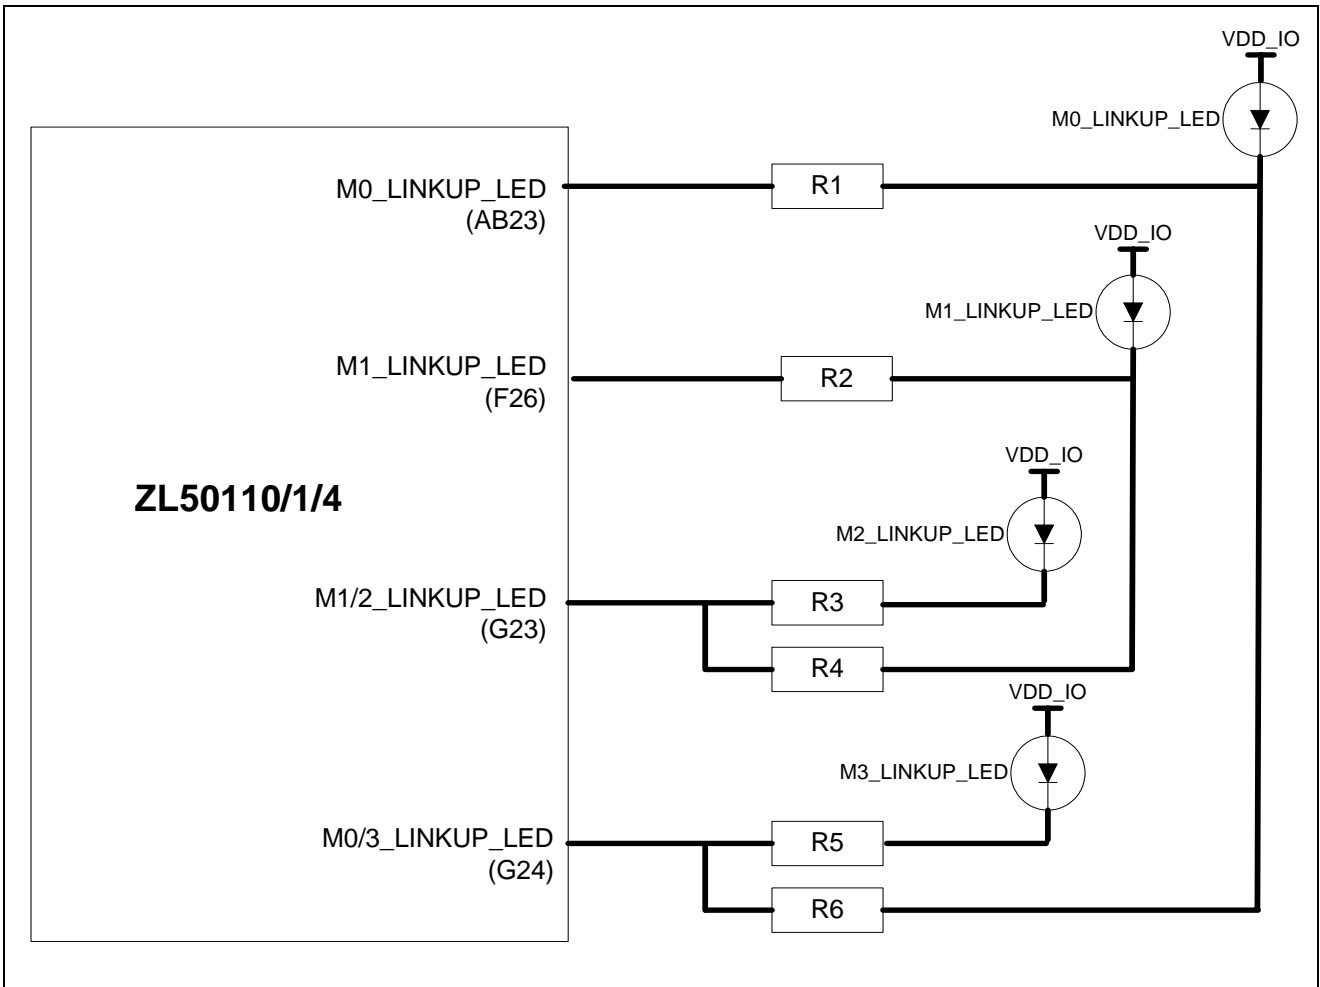 VDD_IO
M0_LINKUP_LED
M0_LINKUP_LED
(AB23)
R1
VDD_IO
M1_LINKUP_LED
M1_LINKUP_LED
(F26)
R2
VDD_IO
ZL50110/1/4
M2_LINKUP_LED
M1/2_LINKUP_LED
(G23)
R3
R4
VDD_IO
M3_LINKUP_LED
M0/3_LINKUP_LED
(G24)
R5
R6